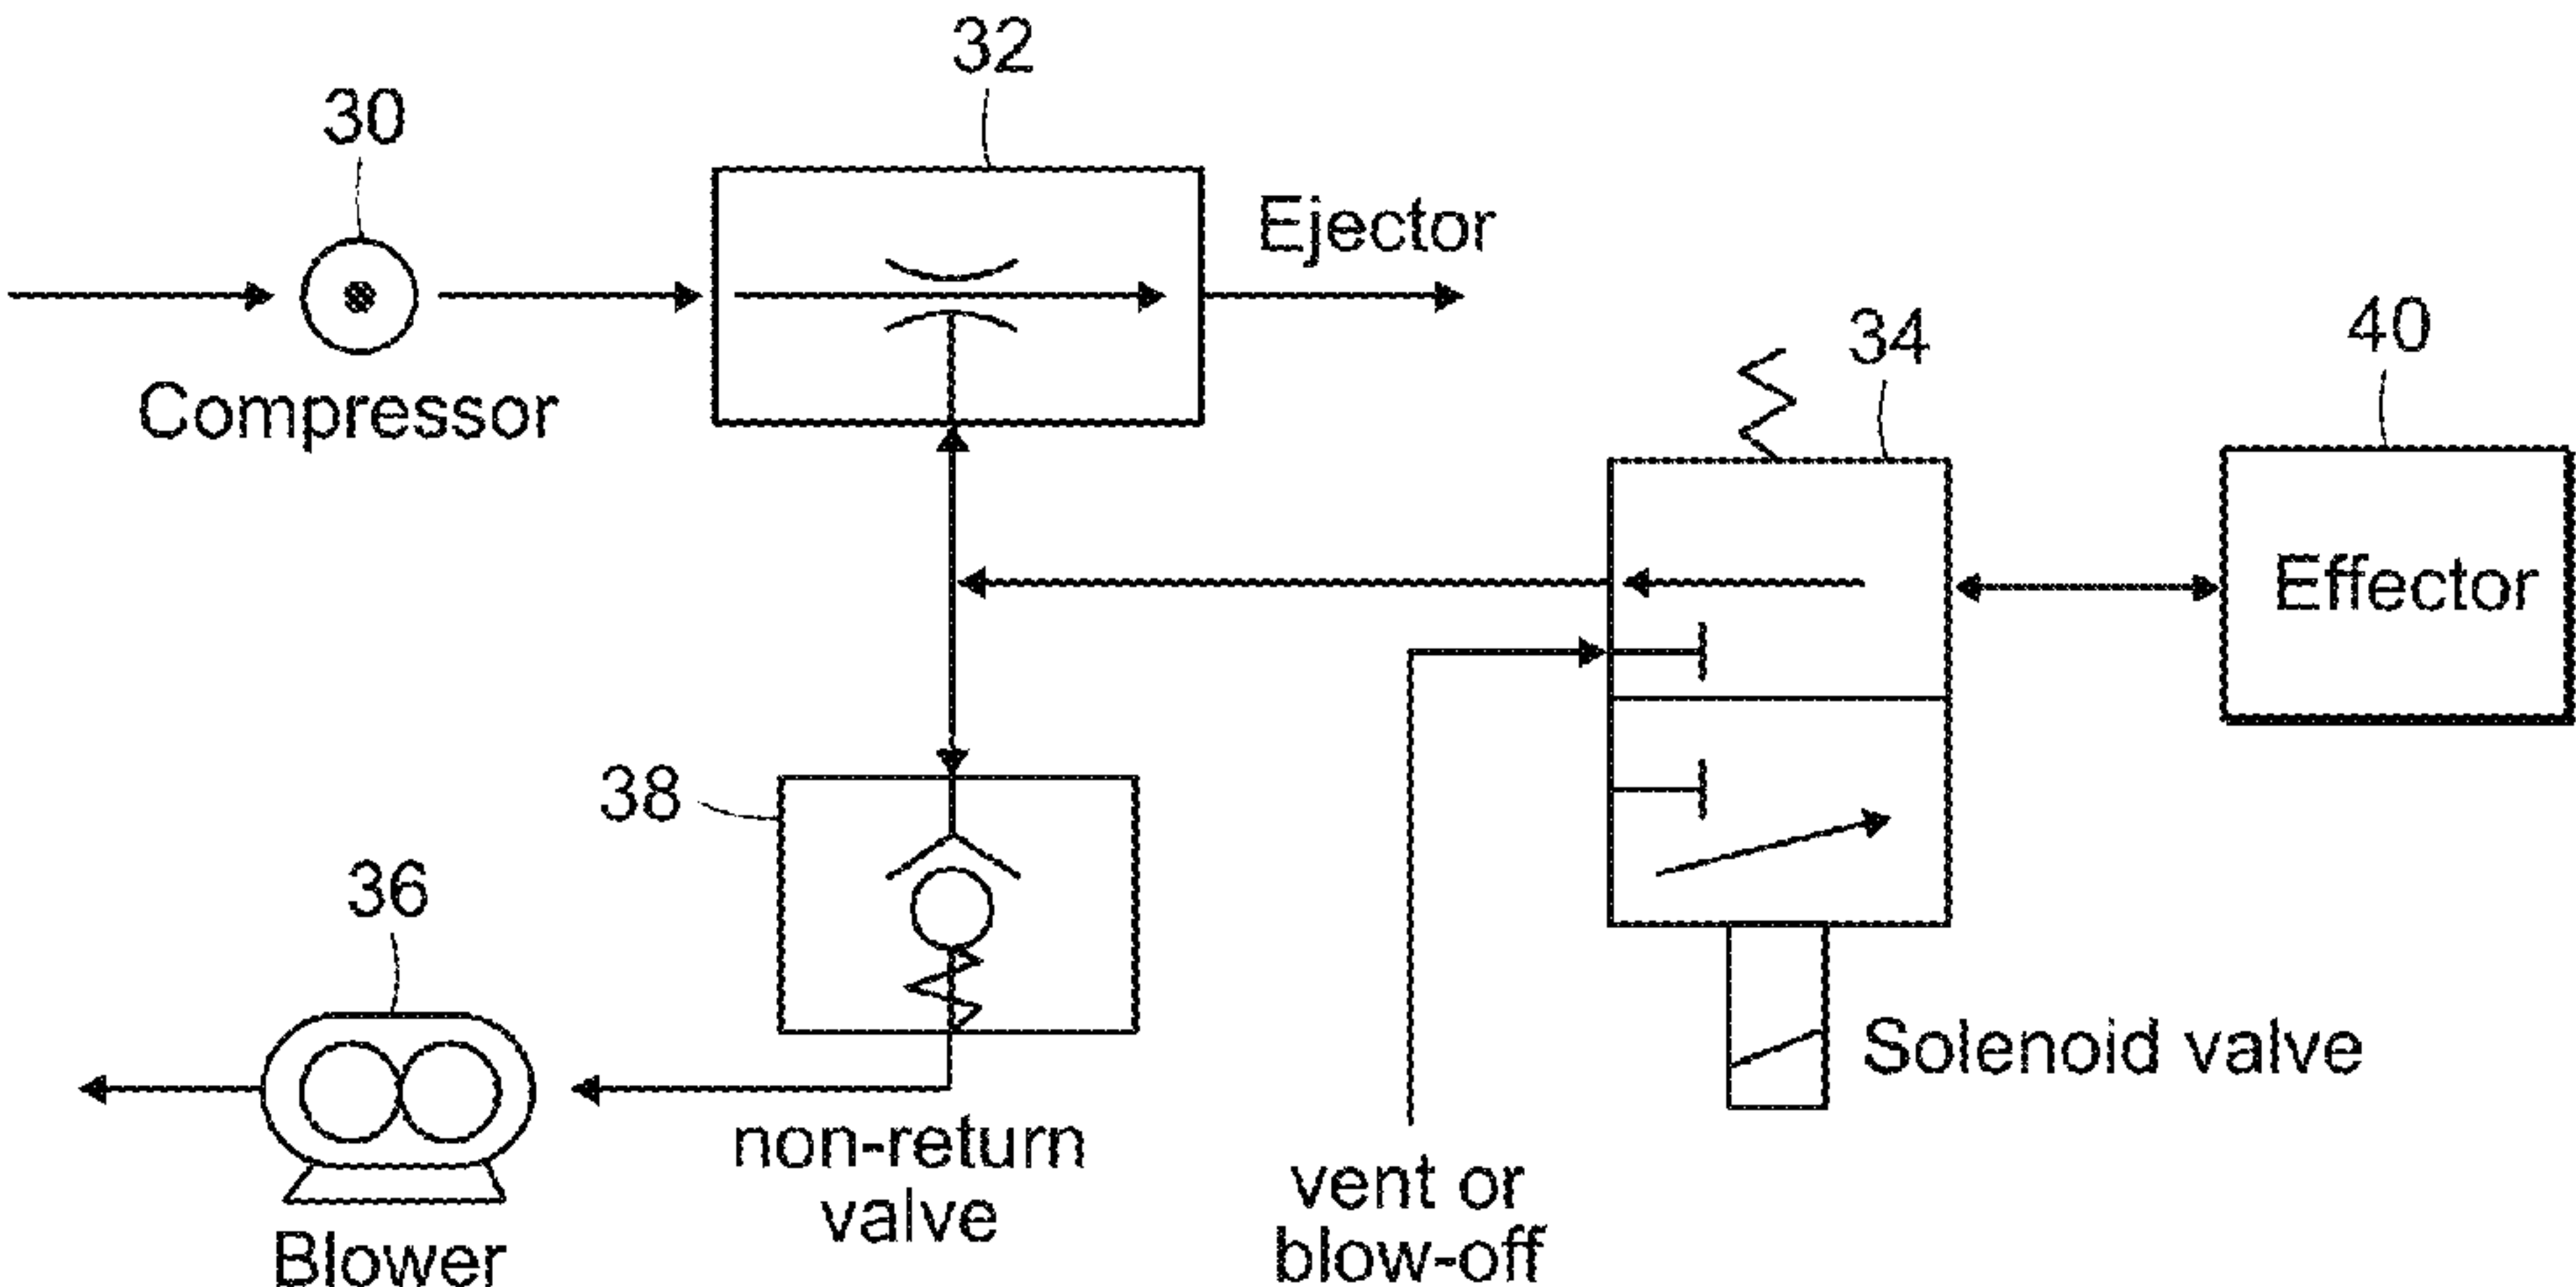 32
30
Ejector
Compressor
34
40
Effector
38
36
Solenoid valve
non-return
valve
vent or
blow-off
Blower